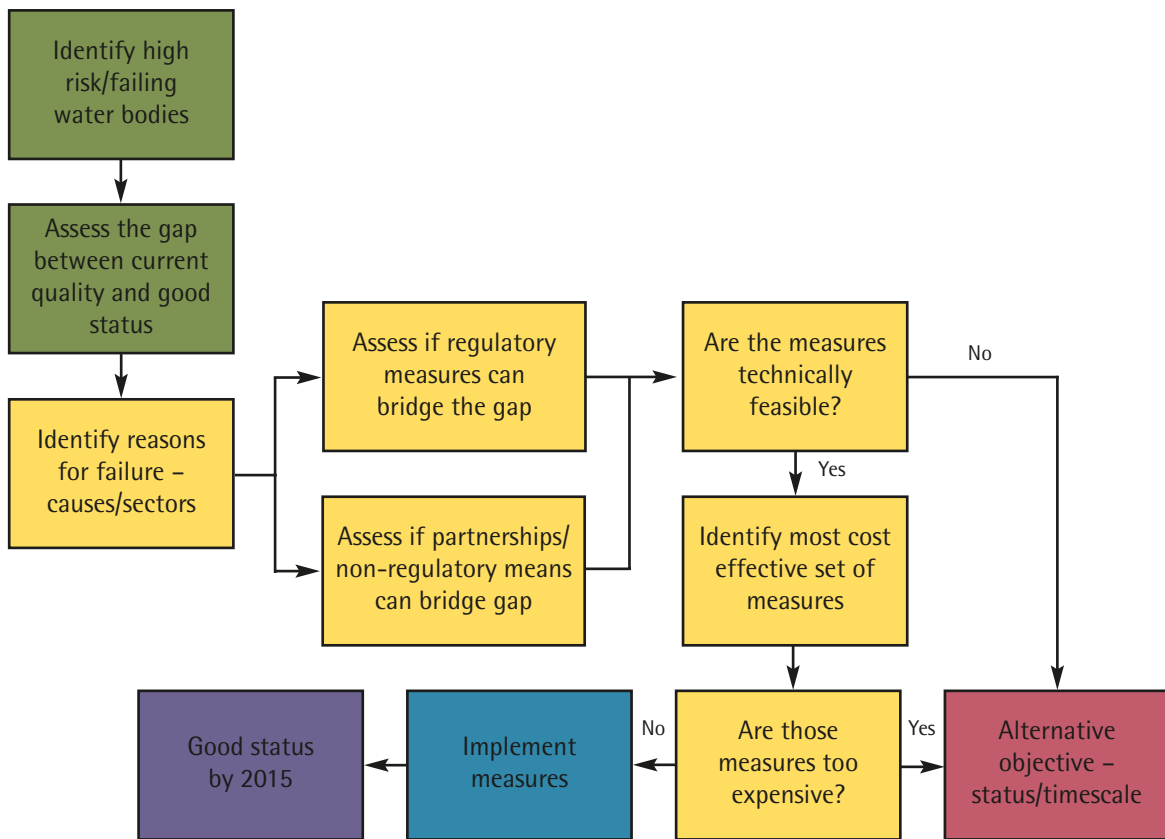 Identify high
risk/failing
water bodies
Assess the gap
between current
quality and good
status
Identify reasons
for failure –
causes/sectors
Assess if regulatory
measures can
bridge the gap
Assess if partnerships/
non-regulatory means
can bridge gap
Are the measures
technically
feasible?
No
Yes
Identify most cost
effective set of
measures
Are those
measures too
expensive?
No
Yes
Implement
measures
Good status
by 2015
Alternative
objective –
status/timescale